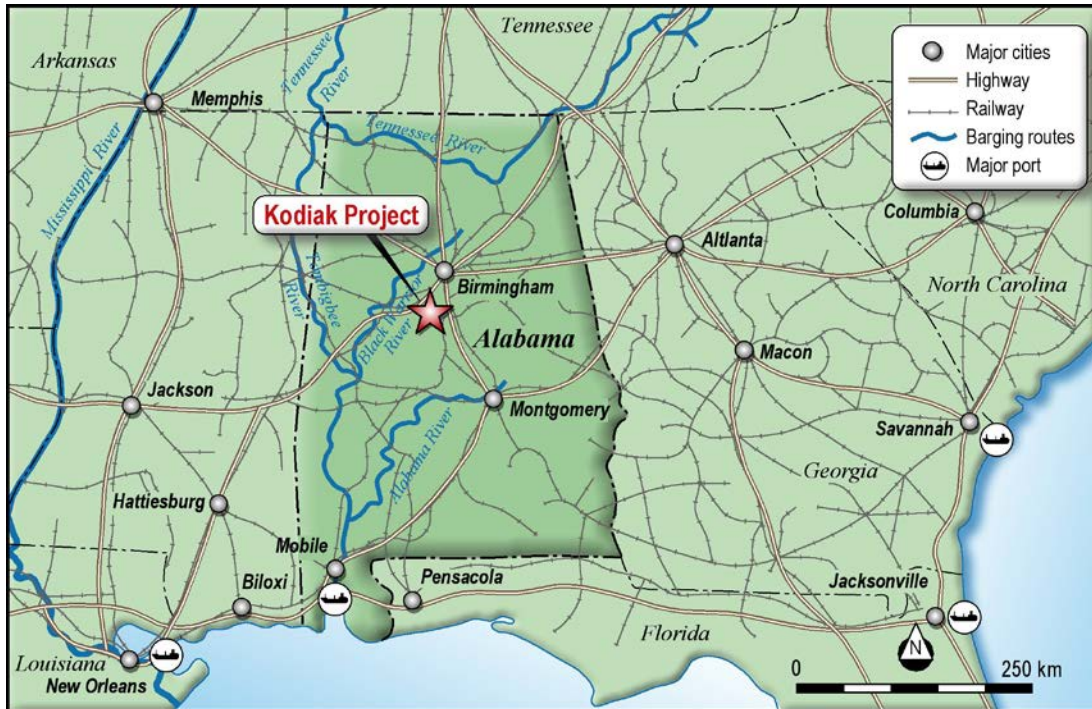 Arkansas
Tennessee
Tennessee
River
Memphis
Tennessee River
Mississippi River
Kodiak Project
Major cities
Highway
Railway
Barging routes
Major port
Columbia
Altlanta
North Carolina
Birmingham
Tombigbee
River
Black Warrior
River
Alabama
Macon
Jackson
Montgomery
Savannah
Alabama River
Georgia
Hattiesburg
Mobile
Biloxi
Pensacola
Jacksonville
Florida
N
Louisiana
New Orleans
0
250 km